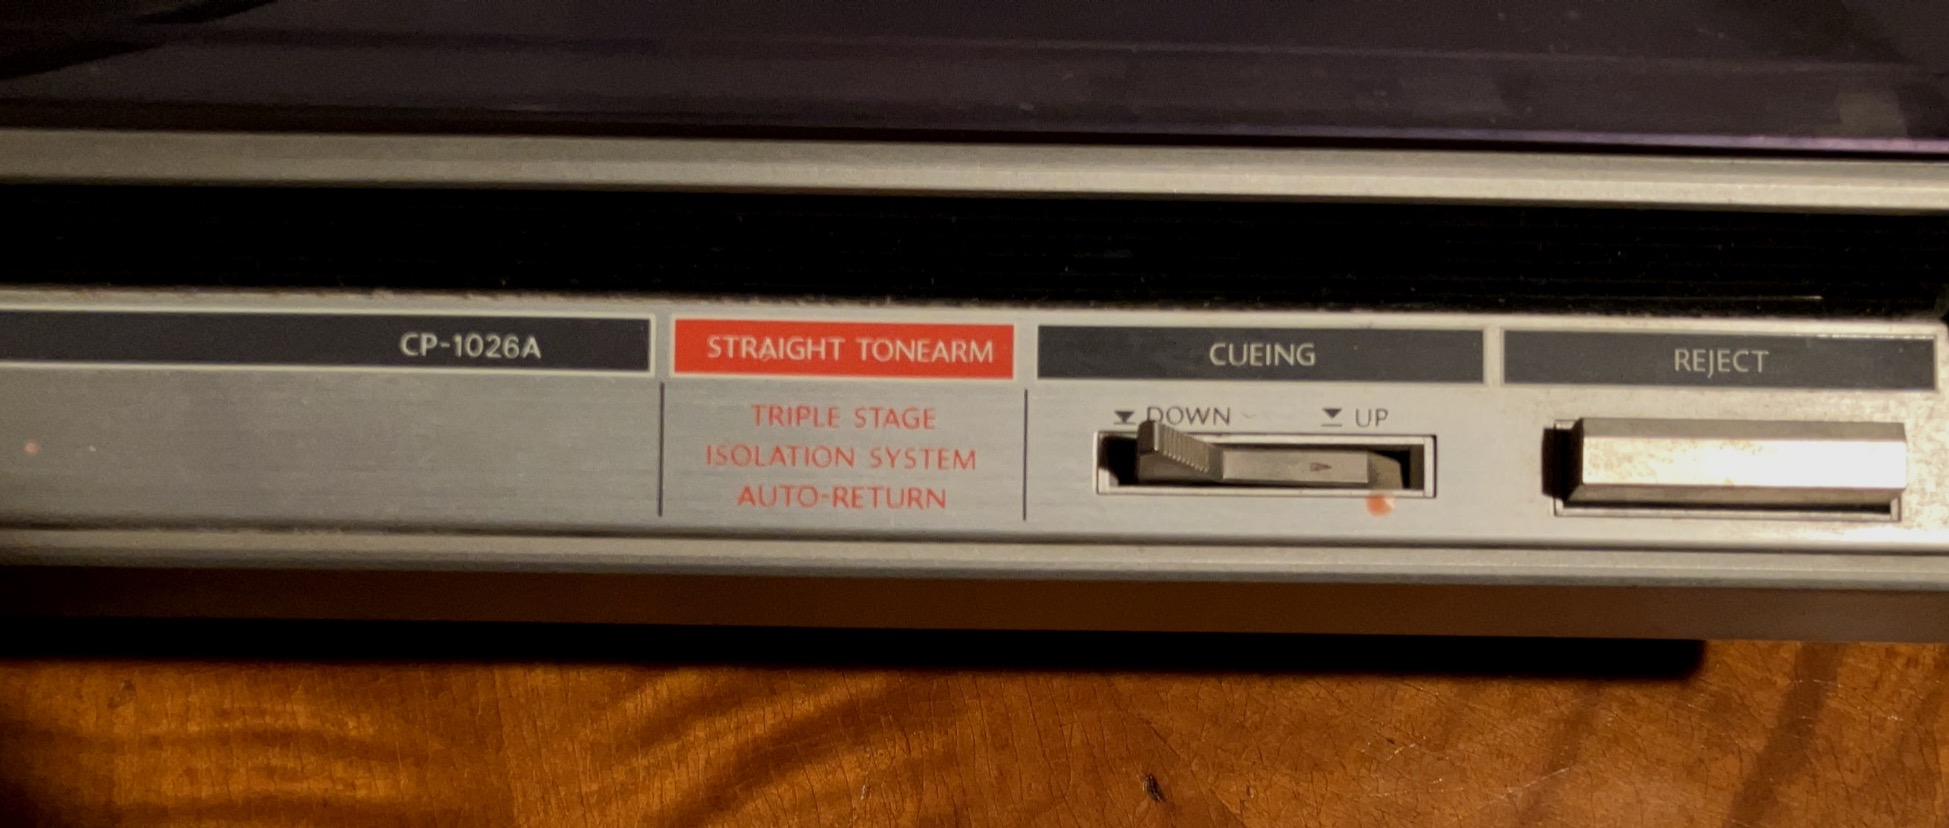 CP-1026A
STRAIGHT TONEARM
TRIPLE STAGE
ISOLATION SYSTEM
AUTO-RETURN
CUEING
DOWN UP
REJECT